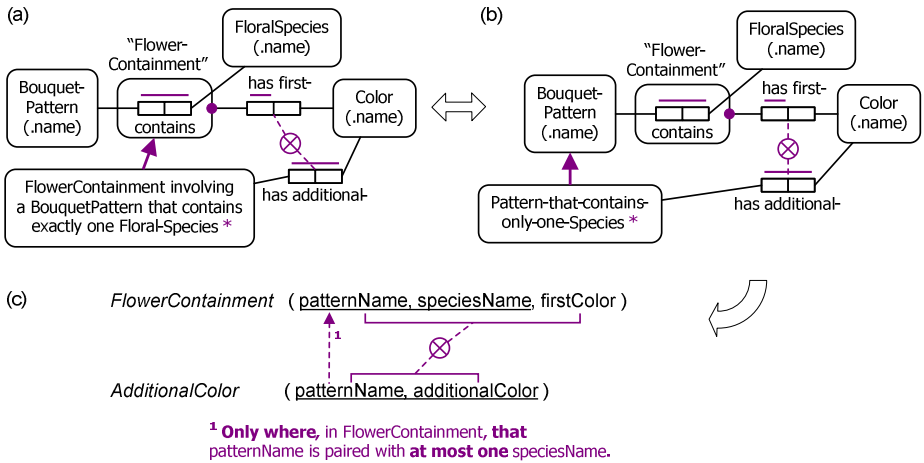 (a)
FloralSpecies
(.name)
"Flower-
Containment"
Bouquet-
Pattern
(.name)
has first-
Color
(.name)
contains
FlowerContainment involving
a BouquetPattern that contains
exactly one Floral-Species *
has additional-
(b)
FloralSpecies
(.name)
"Flower-
Containment"
Bouquet-
Pattern
(.name)
has first-
Color
(.name)
contains
Pattern-that-contains-
only-one-Species *
has additional-
(c)
FlowerContainment ( patternName, speciesName, firstColor )
1
AdditionalColor ( patternName, additionalColor )
1 Only where, in FlowerContainment, that
patternName is paired with at most one speciesName.